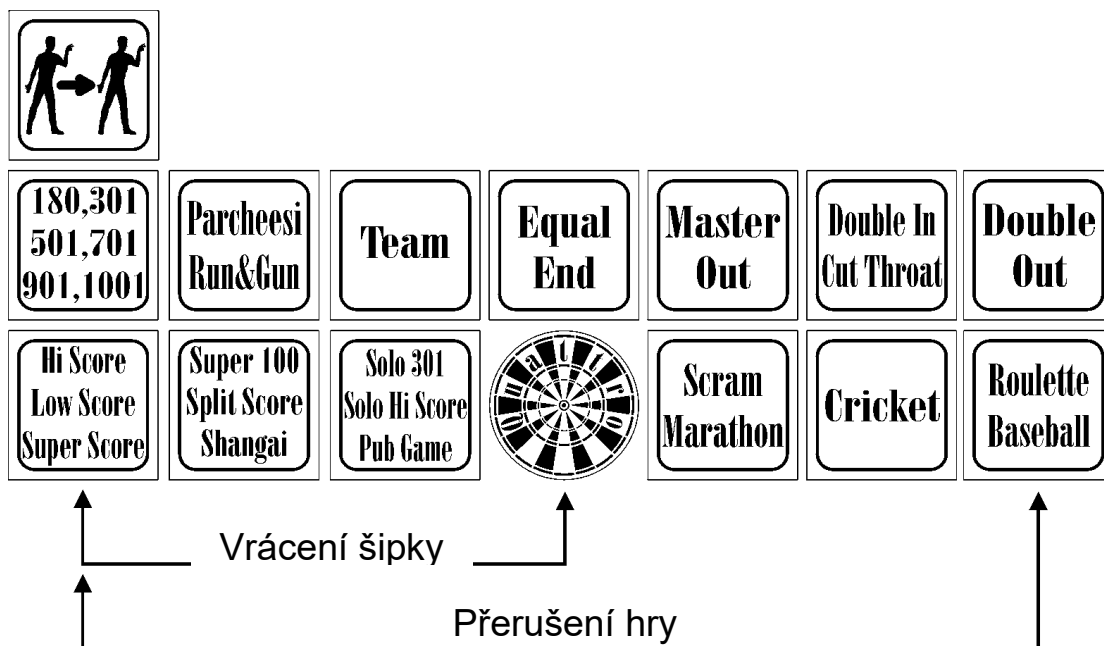 180,301
501,701
901,1001
Parcheesi
Run&Gun
Team
Equal
End
Master
Out
Double In
Cut Throat
Double
Out
Hi Score
Low Score
Super Score
Super 100
Split Score
Shangai
Solo 301
Solo Hi Score
Pub Game
Quattro
Scram
Marathon
Cricket
Roulette
Baseball
Vrácení šipky
Přerušení hry